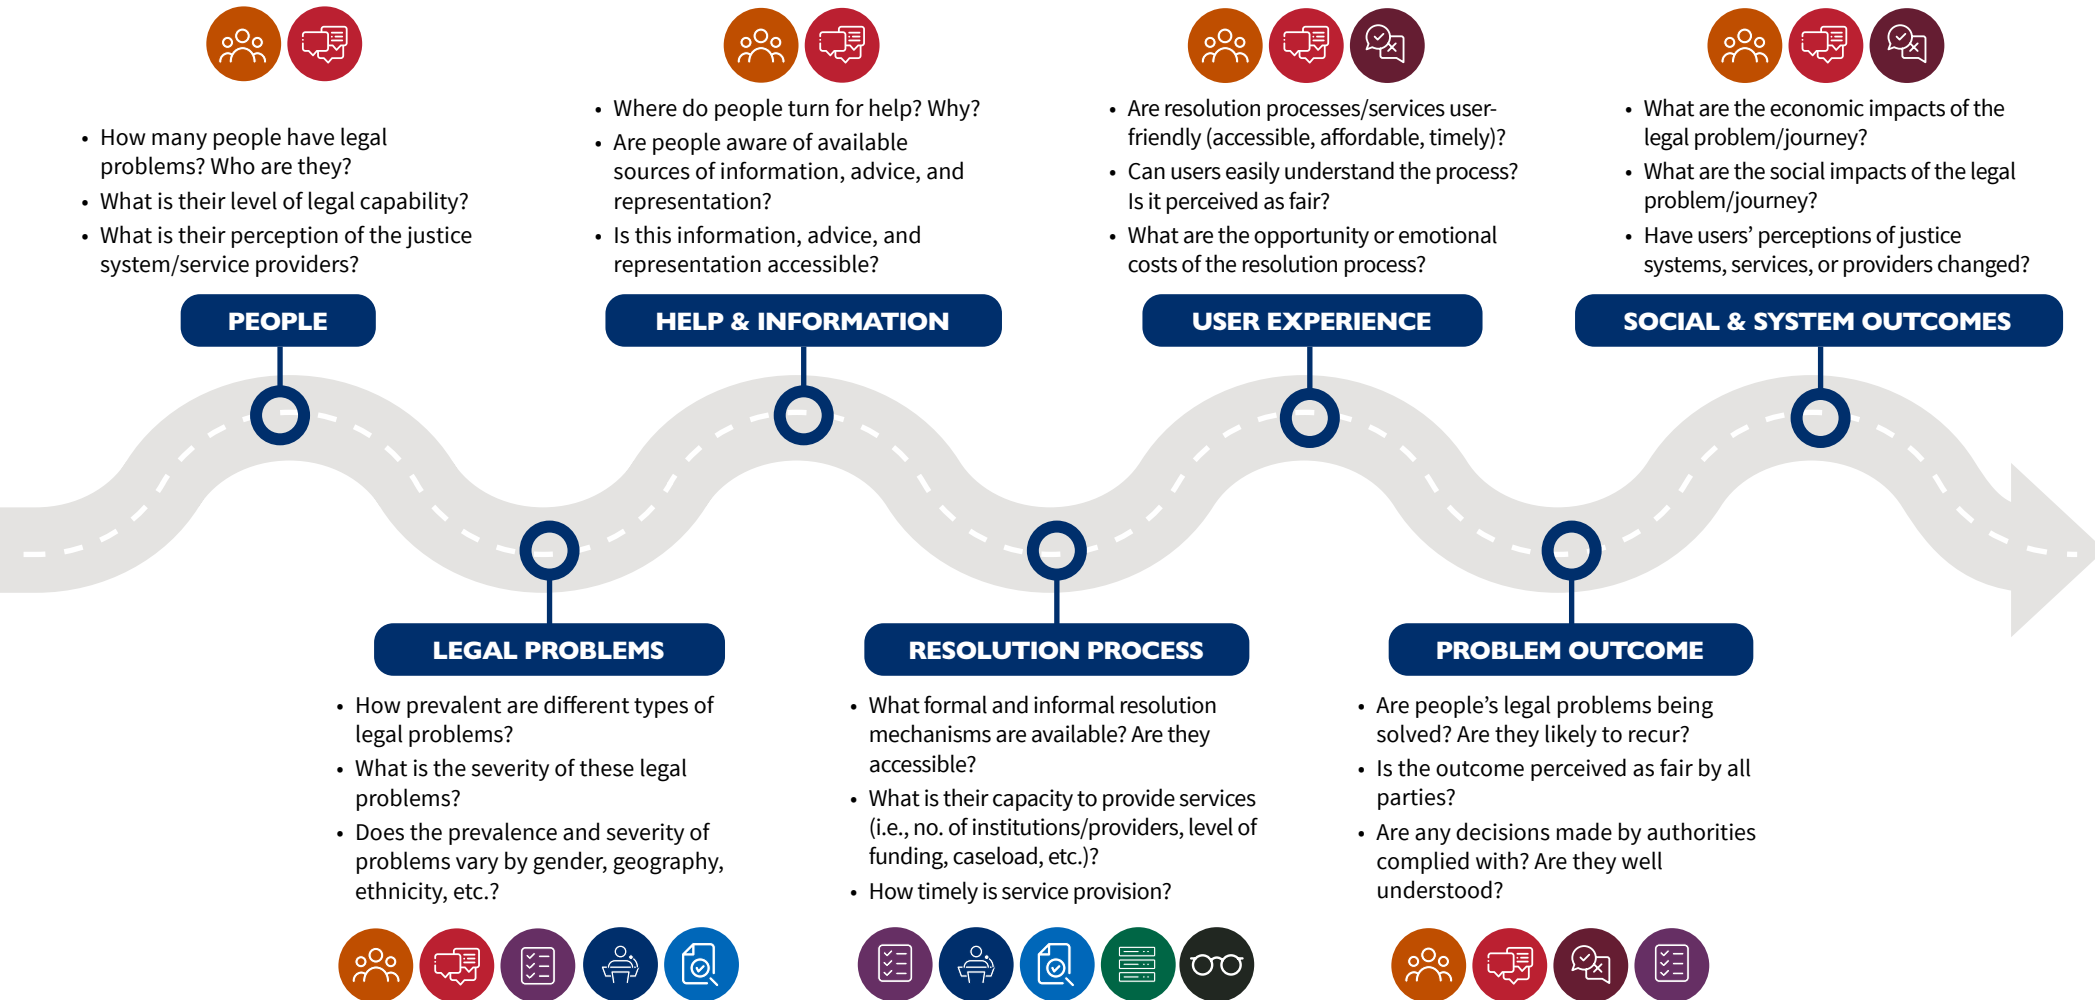 • How many people have legal
problems? Who are they?
• What is their level of legal capability?
• What is their perception of the justice
system/service providers?
PEOPLE
• Where do people turn for help? Why?
• Are people aware of available
sources of information, advice, and
representation?
• Is this information, advice, and
representation accessible?
HELP & INFORMATION
• Are resolution processes/services user-
friendly (accessible, affordable, timely)?
• Can users easily understand the process?
Is it perceived as fair?
• What are the opportunity or emotional
costs of the resolution process?
USER EXPERIENCE
• What are the economic impacts of the
legal problem/journey?
• What are the social impacts of the legal
problem/journey?
• Have users’ perceptions of justice
systems, services, or providers changed?
SOCIAL & SYSTEM OUTCOMES
LEGAL PROBLEMS
• How prevalent are different types of
legal problems?
• What is the severity of these legal
problems?
• Does the prevalence and severity of
problems vary by gender, geography,
ethnicity, etc.?
RESOLUTION PROCESS
• What formal and informal resolution
mechanisms are available? Are they
accessible?
• What is their capacity to provide services
(i.e., no. of institutions/providers, level of
funding, caseload, etc.)?
• How timely is service provision?
PROBLEM OUTCOME
• Are people’s legal problems being
solved? Are they likely to recur?
• Is the outcome perceived as fair by all
parties?
• Are any decisions made by authorities
complied with? Are they well
understood?